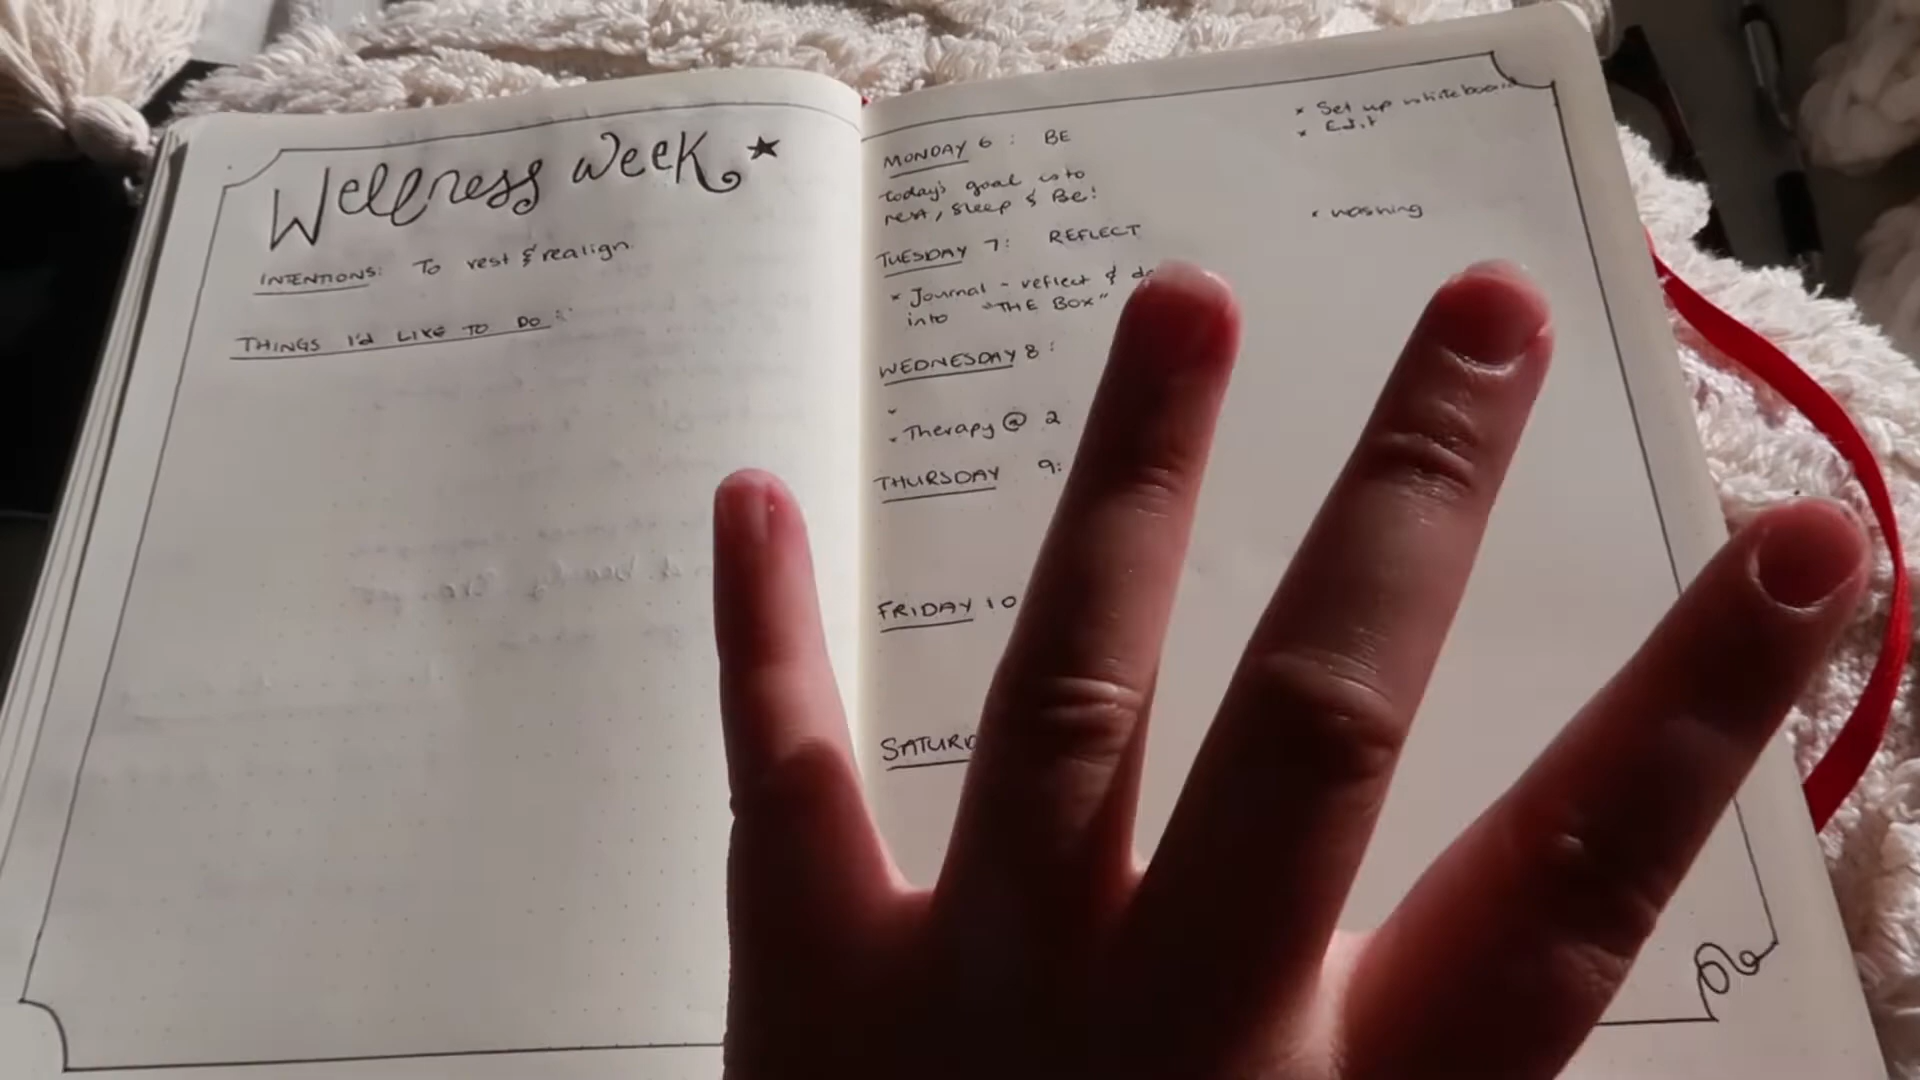 Wellness week
INTENTIONS: To rest & realign.
THINGS I'd LIKE TO DO :
MONDAY 6 : BE
today's goal is to
rest, sleep & Be!
TUESDAY 7: REFLECT
* Journal - reflect &
into "THE BOX"
WEDNESDAY 8:
* Therapy @ 2
THURSDAY 9:
FRIDAY 10
SATURD
* Set up whiteboard
* Edit
* washing